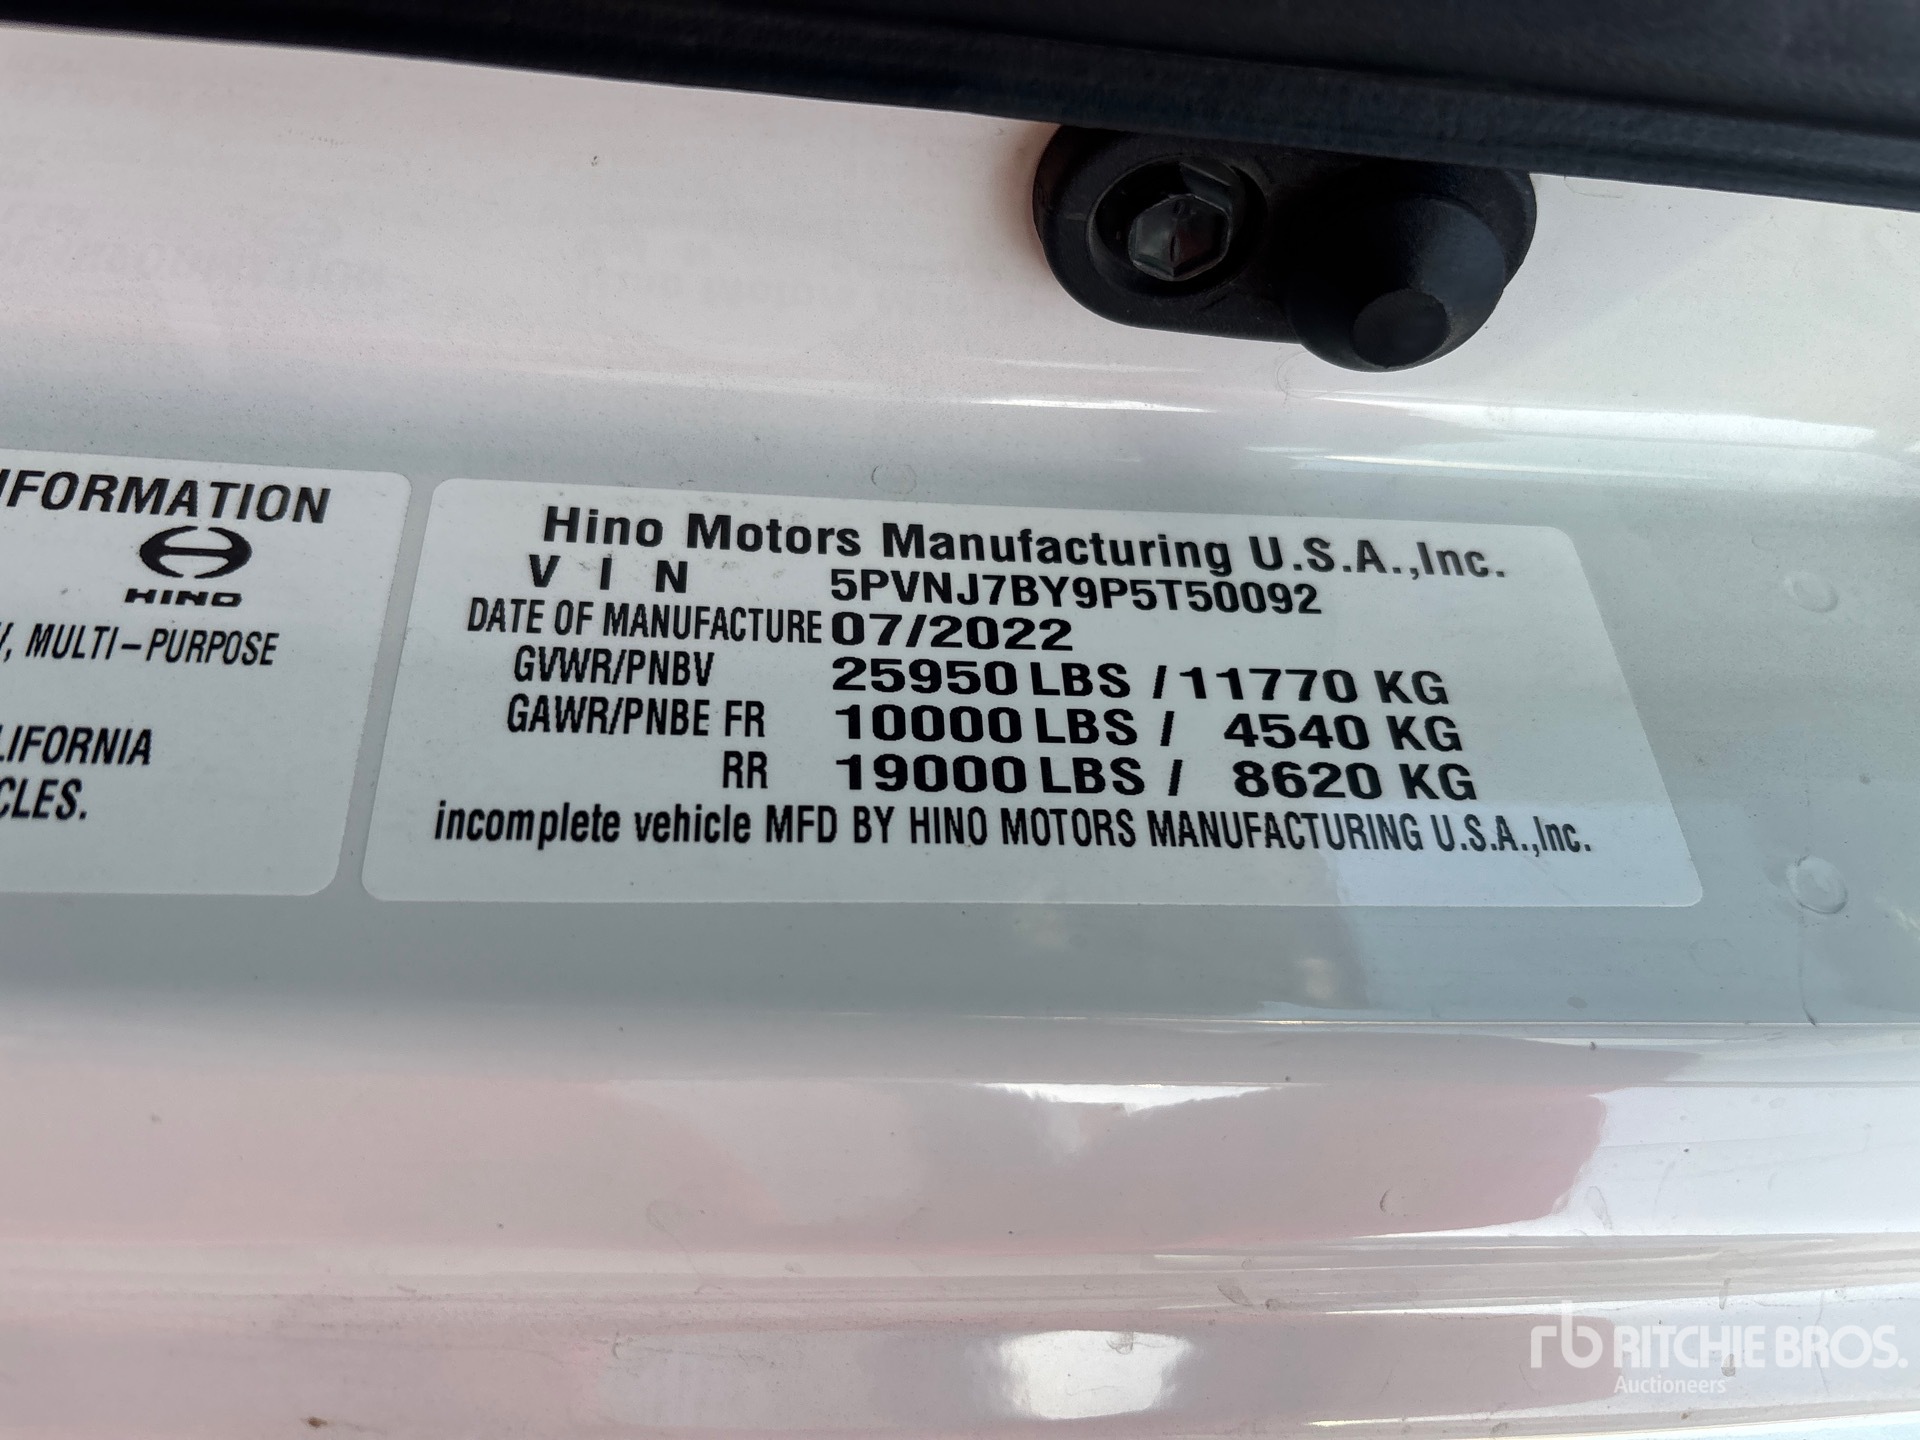 FORMATION
HINO
MULTI-PURPOSE
LIFORNIA
CLES.
Hino Motors Manufacturing U.S.A.,Inc.
V I N 5PVNJ7BY9P5T50092
DATE OF MANUFACTURE 07/2022
GVWR/PNBV 25950 LBS / 11770 KG
GAWR/PNBE FR 10000 LBS / 4540 KG
RR 19000 LBS / 8620 KG
incomplete vehicle MFD BY HINO MOTORS MANUFACTURING U.S.A.,Inc.
rb RITCHIE BROS.
Auctioneers